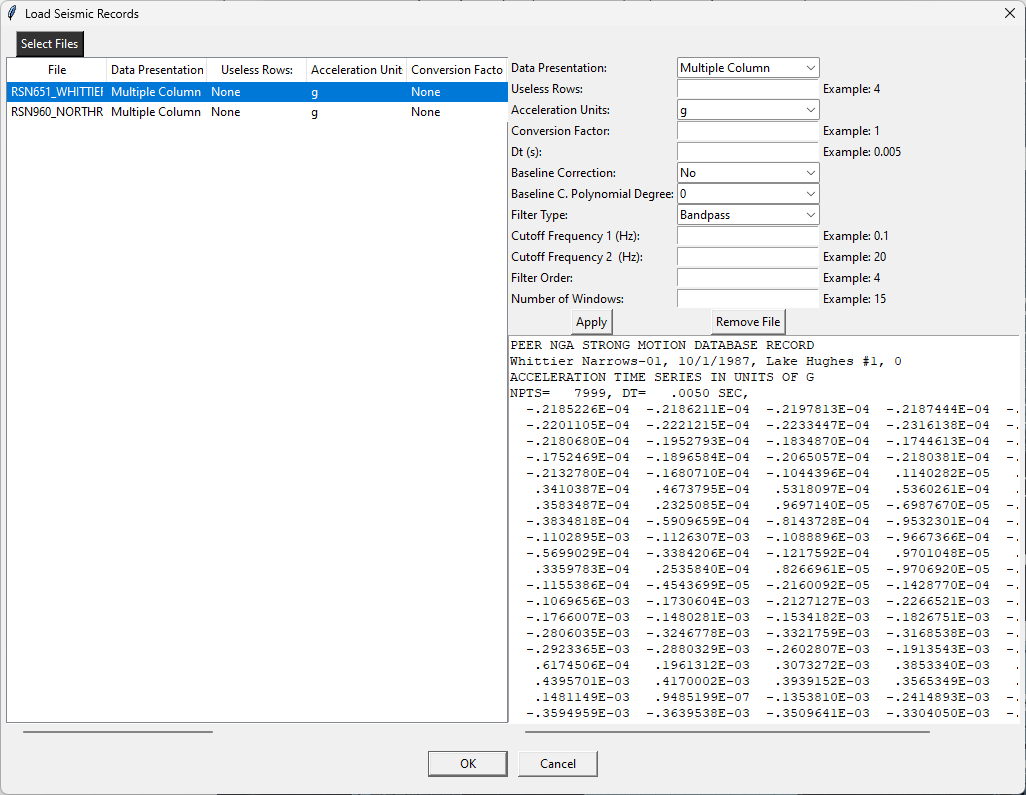 Load Seismic Records
Select Files
File Data Presentation Useless Rows: Acceleration Unit Conversion Facto
RSN651_WHITTIEI Multiple Column None g None
RSN960_NORTHR Multiple Column None g None
Data Presentation: Multiple Column
Useless Rows: Example: 4
Acceleration Units: g
Conversion Factor: Example: 1
Dt (s): Example: 0.005
Baseline Correction: No
Baseline C. Polynomial Degree: 0
Filter Type: Bandpass
Cutoff Frequency 1 (Hz): Example: 0.1
Cutoff Frequency 2 (Hz): Example: 20
Filter Order: Example: 4
Number of Windows: Example: 15
Apply Remove File
PEER NGA STRONG MOTION DATABASE RECORD
Whittier Narrows-01, 10/1/1987, Lake Hughes #1, 0
ACCELERATION TIME SERIES IN UNITS OF G
NPTS= 7999, DT= .0050 SEC,
-.2185226E-04 -.2186211E-04 -.2197813E-04 -.2187444E-04 -.
-.2201105E-04 -.2221215E-04 -.2233447E-04 -.2316138E-04 -.
-.2180680E-04 -.1952793E-04 -.1834870E-04 -.1744613E-04 -.
-.1752469E-04 -.1896584E-04 -.2065057E-04 -.2180381E-04 -.
-.2132780E-04 -.1680710E-04 -.1044396E-04 .1140282E-05 .
.3410387E-04 .4673795E-04 .5318097E-04 .5360261E-04 .
.3583487E-04 .2325085E-04 .9697140E-05 -.6987670E-05 -.
-.3834818E-04 -.5909659E-04 -.8143728E-04 -.9532301E-04 -.
-.1102895E-03 -.1126307E-03 -.1088896E-03 -.9667366E-04 -.
-.5699029E-04 -.3384206E-04 -.1217592E-04 .9701048E-05 .
.3359783E-04 .2535840E-04 .8266961E-05 -.9706920E-05 -.
-.1155386E-04 -.4543699E-05 -.2160092E-05 -.1428770E-04 -.
-.1069656E-03 -.1730604E-03 -.2127127E-03 -.2266521E-03 -.
-.1766007E-03 -.1480281E-03 -.1534182E-03 -.1826751E-03 -.
-.2806035E-03 -.3246778E-03 -.3321759E-03 -.3168538E-03 -.
-.2923365E-03 -.2880329E-03 -.2602807E-03 -.1913543E-03 -.
.6174506E-04 .1961312E-03 .3073272E-03 .3853340E-03 .
.4395701E-03 .4170002E-03 .3939152E-03 .3565349E-03 .
.1481149E-03 .9485199E-07 -.1353810E-03 -.2414893E-03 -.
-.3594959E-03 -.3639538E-03 -.3509641E-03 -.3304050E-03 -.
OK Cancel